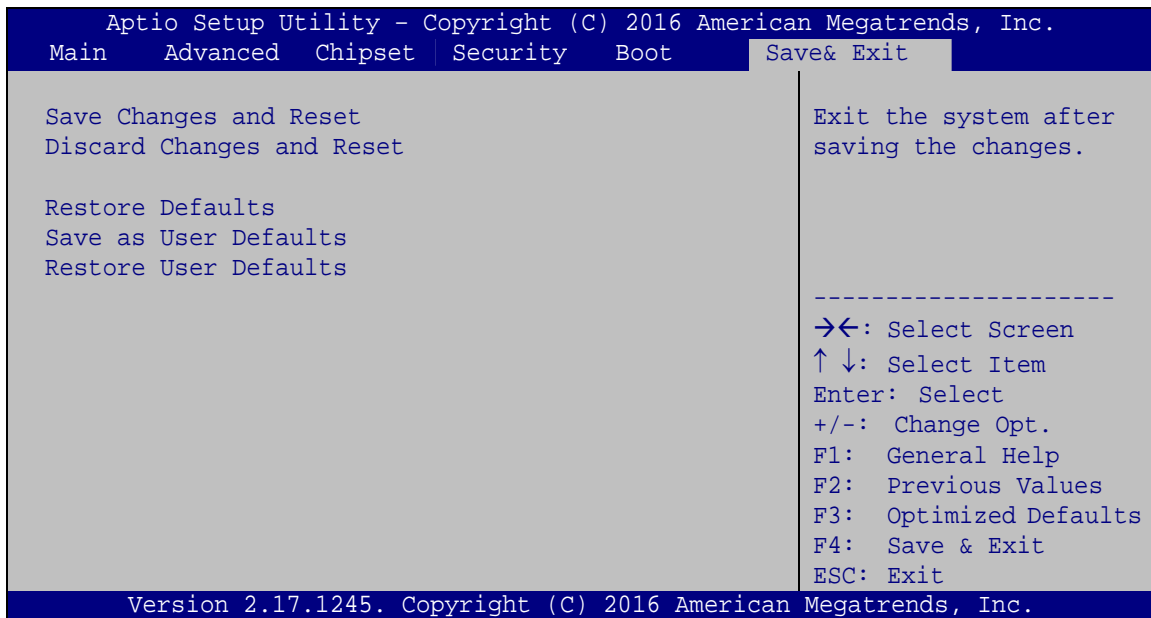 Aptio Setup Utility – Copyright (C) 2016 American Megatrends, Inc.
Main Advanced Chipset Security Boot Save& Exit
Save Changes and Reset
Discard Changes and Reset
Restore Defaults
Save as User Defaults
Restore User Defaults
Exit the system after
saving the changes.
---------------------
→←: Select Screen
↑ ↓: Select Item
Enter: Select
+/-: Change Opt.
F1: General Help
F2: Previous Values
F3: Optimized Defaults
F4: Save & Exit
ESC: Exit
Version 2.17.1245. Copyright (C) 2016 American Megatrends, Inc.